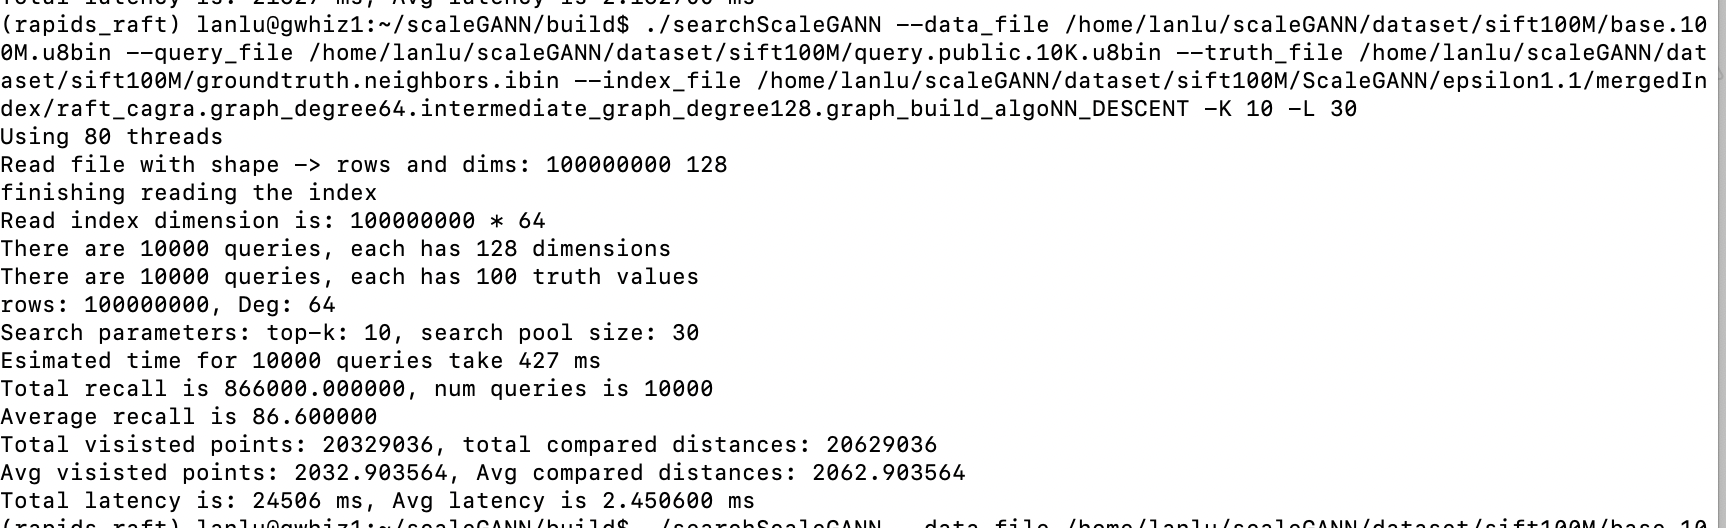 Total latency is: 21827 ms, Avg latency is 2.182700 ms
(rapids_raft) lanlu@gwhiz1:~/scaleGANN/build$ ./searchScaleGANN --data_file /home/lanlu/scaleGANN/dataset/sift100M/base.10
0M.u8bin --query_file /home/lanlu/scaleGANN/dataset/sift100M/query.public.10K.u8bin --truth_file /home/lanlu/scaleGANN/dat
aset/sift100M/groundtruth.neighbors.ibin --index_file /home/lanlu/scaleGANN/dataset/sift100M/ScaleGANN/epsilon1.1/mergedIn
dex/raft_cagra.graph_degree64.intermediate_graph_degree128.graph_build_algoNN_DESCENT -K 10 -L 30
Using 80 threads
Read file with shape -> rows and dims: 100000000 128
finishing reading the index
Read index dimension is: 100000000 * 64
There are 10000 queries, each has 128 dimensions
There are 10000 queries, each has 100 truth values
rows: 100000000, Deg: 64
Search parameters: top-k: 10, search pool size: 30
Esimated time for 10000 queries take 427 ms
Total recall is 866000.000000, num queries is 10000
Average recall is 86.600000
Total visisted points: 20329036, total compared distances: 20629036
Avg visisted points: 2032.903564, Avg compared distances: 2062.903564
Total latency is: 24506 ms, Avg latency is 2.450600 ms
(rapids_raft) lanlu@gwhiz1:~/scaleGANN/build$ ./searchScaleGANN --data_file /home/lanlu/scaleGANN/dataset/sift100M/base.10